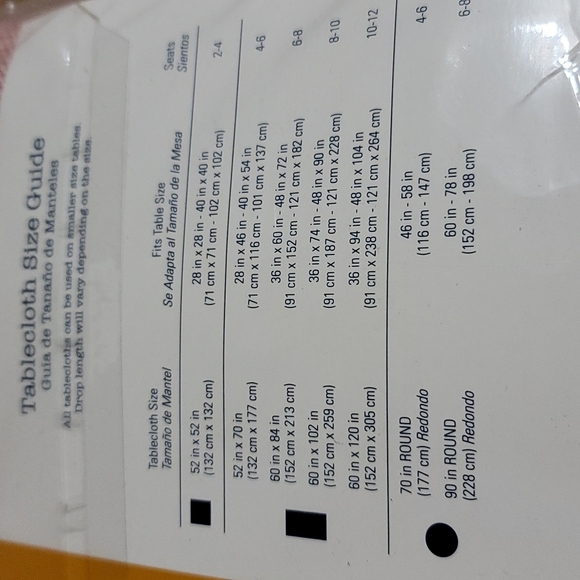 Tablecloth Size Guide
Guia de Tanaño de Manteles
All tablecloths can be used on smaller size tables.
Drop length will vary depending on the size.
Tablecloth Size Fits Table Size Seats
Tamaño de Mantel Se Adapta al Tamaño de la Mesa Sientos
52 in x 52 in 28 in x 28 in - 40 in x 40 in 2-4
(132 cm x 132 cm) (71 cm x 71 cm - 102 cm x 102 cm)
52 in x 70 in 28 in x 46 in - 40 in x 54 in 4-6
(132 cm x 177 cm) (71 cm x 116 cm - 101 cm x 137 cm)
60 in x 84 in 36 in x 60 in - 48 in x 72 in 6-8
(152 cm x 213 cm) (91 cm x 152 cm - 121 cm x 182 cm)
60 in x 102 in 36 in x 74 in - 48 in x 90 in 8-10
(152 cm x 259 cm) (91 cm x 187 cm - 121 cm x 228 cm)
60 in x 120 in 36 in x 94 in - 48 in x 104 in 10-12
(152 cm x 305 cm) (91 cm x 238 cm - 121 cm x 264 cm)
70 in ROUND 46 in - 58 in 4-6
(177 cm) Redondo (116 cm - 147 cm)
90 in ROUND 60 in - 78 in 6-8
(228 cm) Redondo (152 cm - 198 cm)